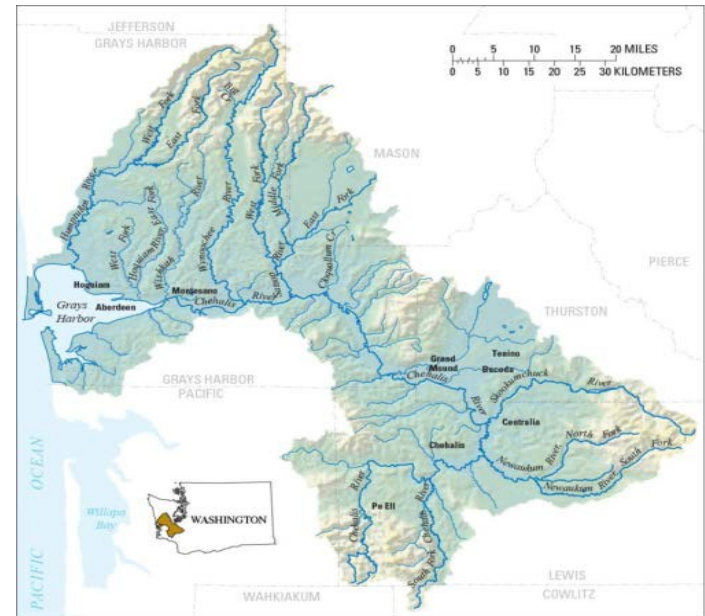 JEFFERSON
GRAYS HARBOR
0 5 10 15 20 MILES
0 5 10 15 20 25 30 KILOMETERS
MASON
Big
Cr
West Fork
East Fork
Humptulips River
West Fork
Hoquiam River East Fork
Wishkah River
Wynoochee River
West Fork
Middle Fork
East Fork
Satsop River
Cloquallum Cr
PIERCE
Hoquiam
Aberdeen
Montesano
Chehalis River
Grays
Harbor
THURSTON
Grand
Mound
Tenino
Bucoda
Chehalis River
Skookumchuck River
GRAYS HARBOR
PACIFIC
Centralia
Chehalis
Newaukum River, North Fork
Newaukum River South Fork
Pe Ell
Chehalis River
South Fork Chehalis River
PACIFIC OCEAN
Willapa
Bay
WASHINGTON
LEWIS
COWLITZ
WAHKIAKUM